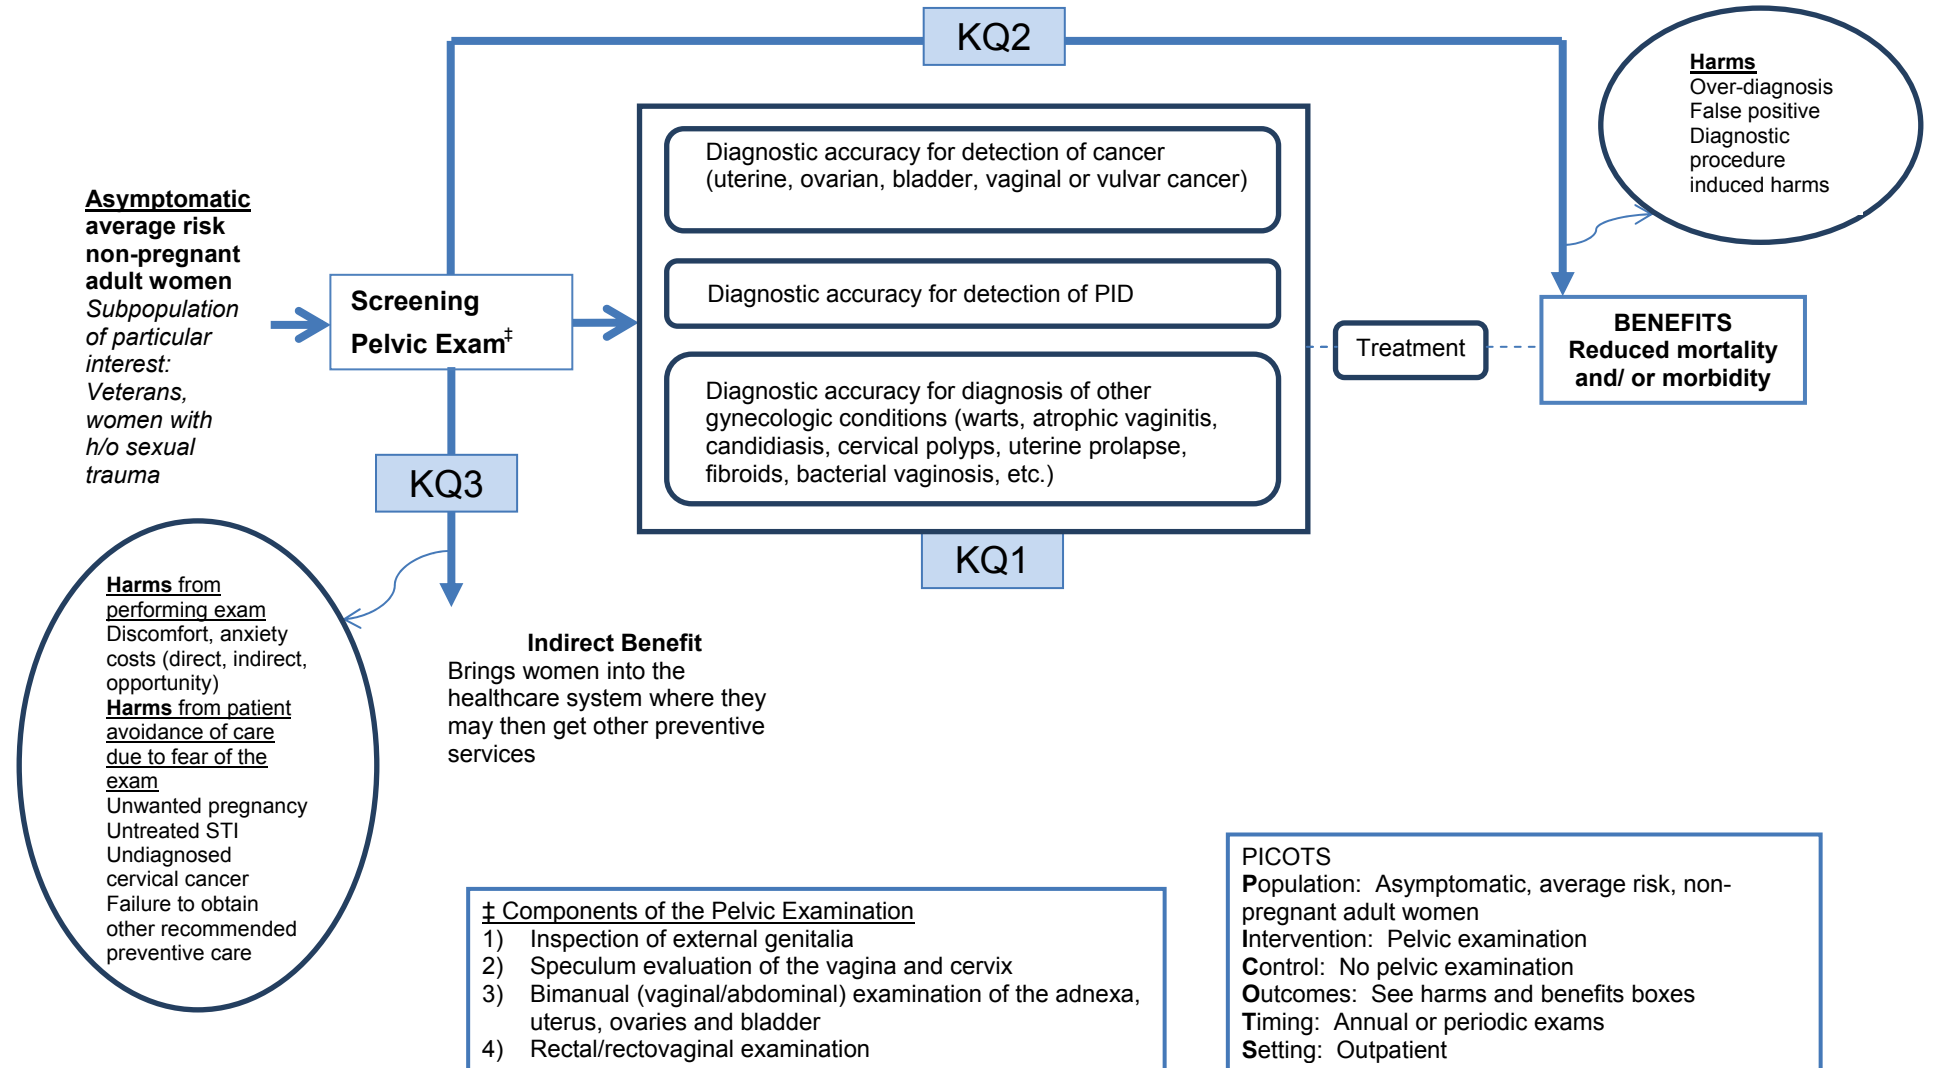 KQ2
Harms
Over-diagnosis
False positive
Diagnostic
procedure
induced harms
Diagnostic accuracy for detection of cancer
(uterine, ovarian, bladder, vaginal or vulvar cancer)
Asymptomatic
average risk
non-pregnant
adult women
Subpopulation
of particular
interest:
Veterans,
women with
h/o sexual
trauma
Screening
Pelvic Exam‡
Diagnostic accuracy for detection of PID
Treatment
BENEFITS
Reduced mortality
and/ or morbidity
Diagnostic accuracy for diagnosis of other
gynecologic conditions (warts, atrophic vaginitis,
candidiasis, cervical polyps, uterine prolapse,
fibroids, bacterial vaginosis, etc.)
KQ3
KQ1
Harms from
performing exam
Discomfort, anxiety
costs (direct, indirect,
opportunity)
Harms from patient
avoidance of care
due to fear of the
exam
Unwanted pregnancy
Untreated STI
Undiagnosed
cervical cancer
Failure to obtain
other recommended
preventive care
Indirect Benefit
Brings women into the
healthcare system where they
may then get other preventive
services
‡ Components of the Pelvic Examination
1) Inspection of external genitalia
2) Speculum evaluation of the vagina and cervix
3) Bimanual (vaginal/abdominal) examination of the adnexa,
uterus, ovaries and bladder
4) Rectal/rectovaginal examination
PICOTS
Population: Asymptomatic, average risk, non-
pregnant adult women
Intervention: Pelvic examination
Control: No pelvic examination
Outcomes: See harms and benefits boxes
Timing: Annual or periodic exams
Setting: Outpatient